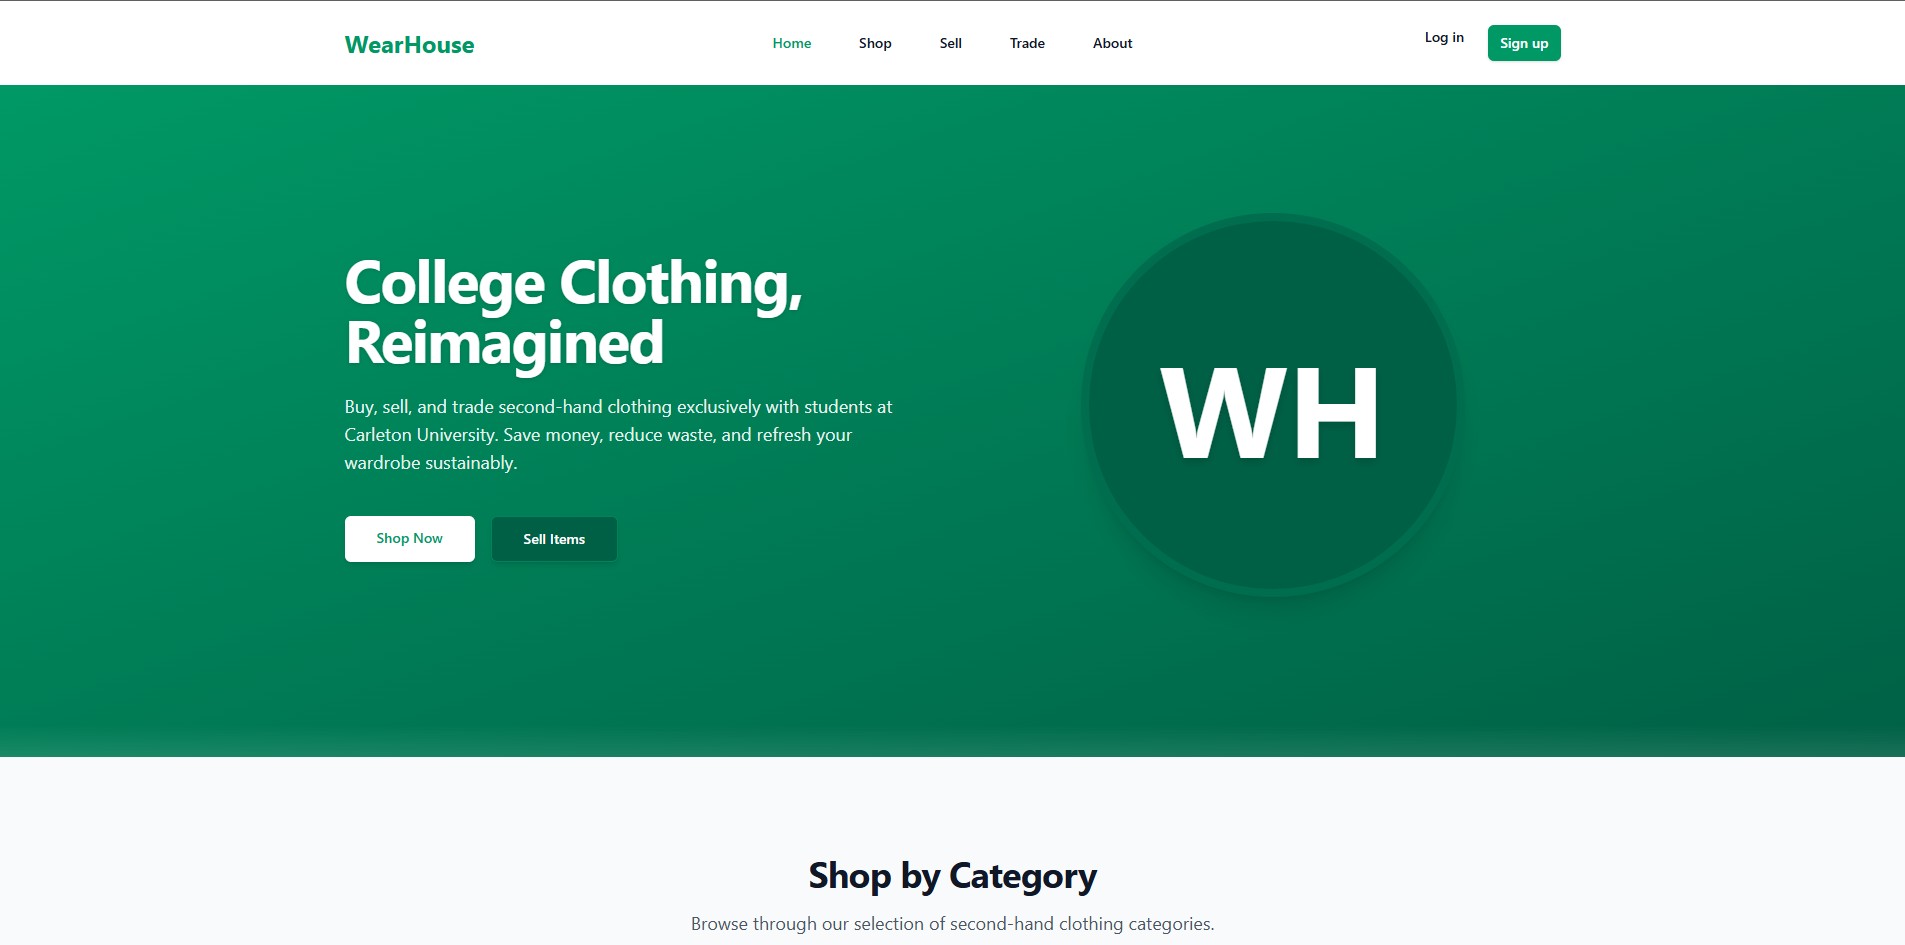 WearHouse
Home Shop Sell Trade About
Log in Sign up
College Clothing,
Reimagined
Buy, sell, and trade second-hand clothing exclusively with students at
Carleton University. Save money, reduce waste, and refresh your
wardrobe sustainably.
Shop Now Sell Items
WH
Shop by Category
Browse through our selection of second-hand clothing categories.